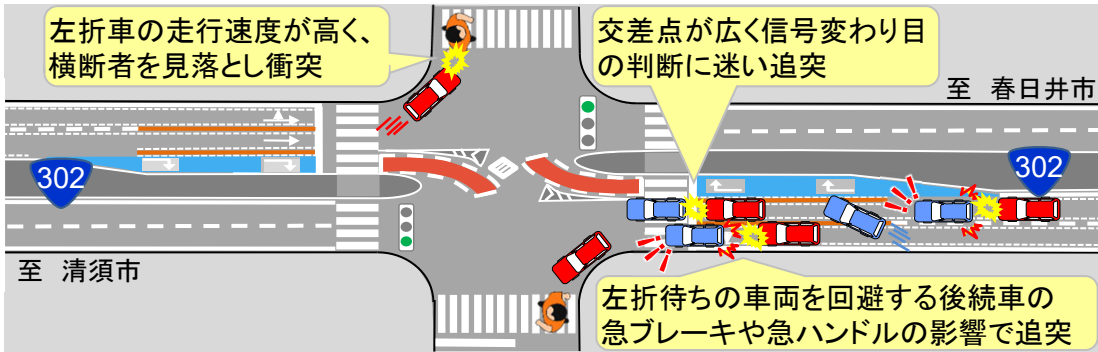 左折車の走行速度が高く、
横断者を見落とし衝突
交差点が広く信号変わり目
の判断に迷い追突
至 春日井市
302
302
至 清須市
左折待ちの車両を回避する後続車の
急ブレーキや急ハンドルの影響で追突